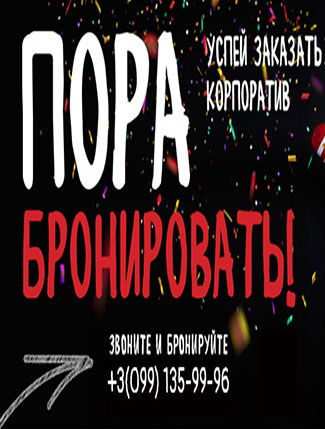 ПОРА
УСПЕЙ ЗАКАЗАТЬ
КОРПОРАТИВ
БРОНИРОВАТЬ!
ЗВОНИТЕ И БРОНИРУЙТЕ
+3(099) 135-99-96